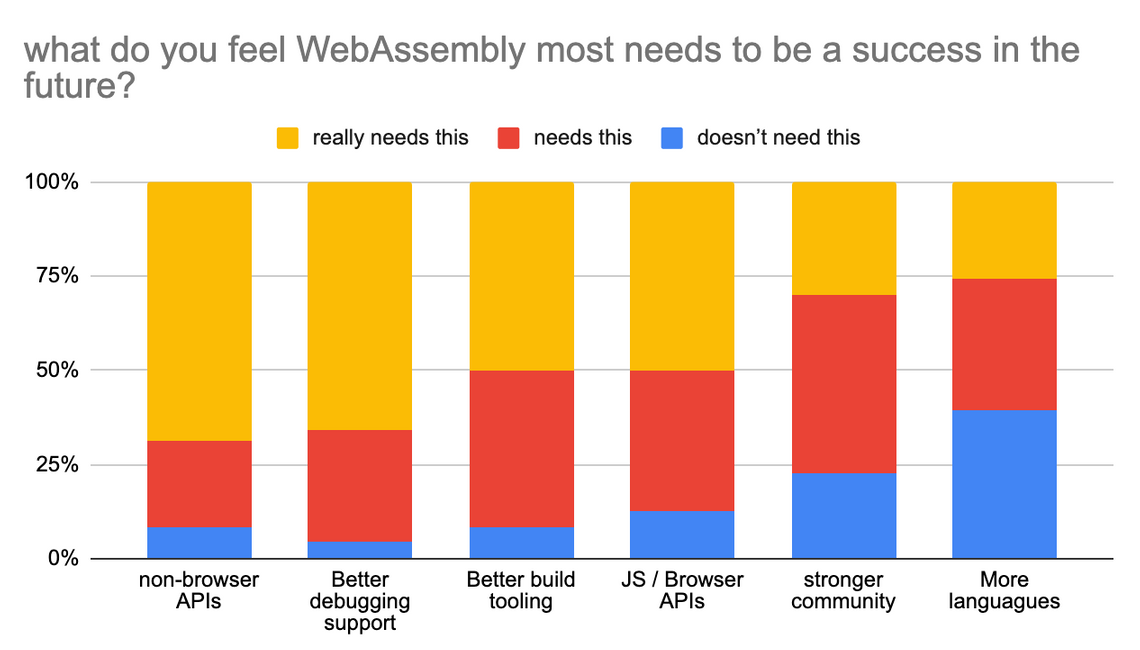 what do you feel WebAssembly most needs to be a success in the
future?
really needs this
needs this
doesn’t need this
100%
75%
50%
25%
0%
non-browser
APIs
Better
debugging
support
Better build
tooling
JS / Browser
APIs
stronger
community
More
languagues